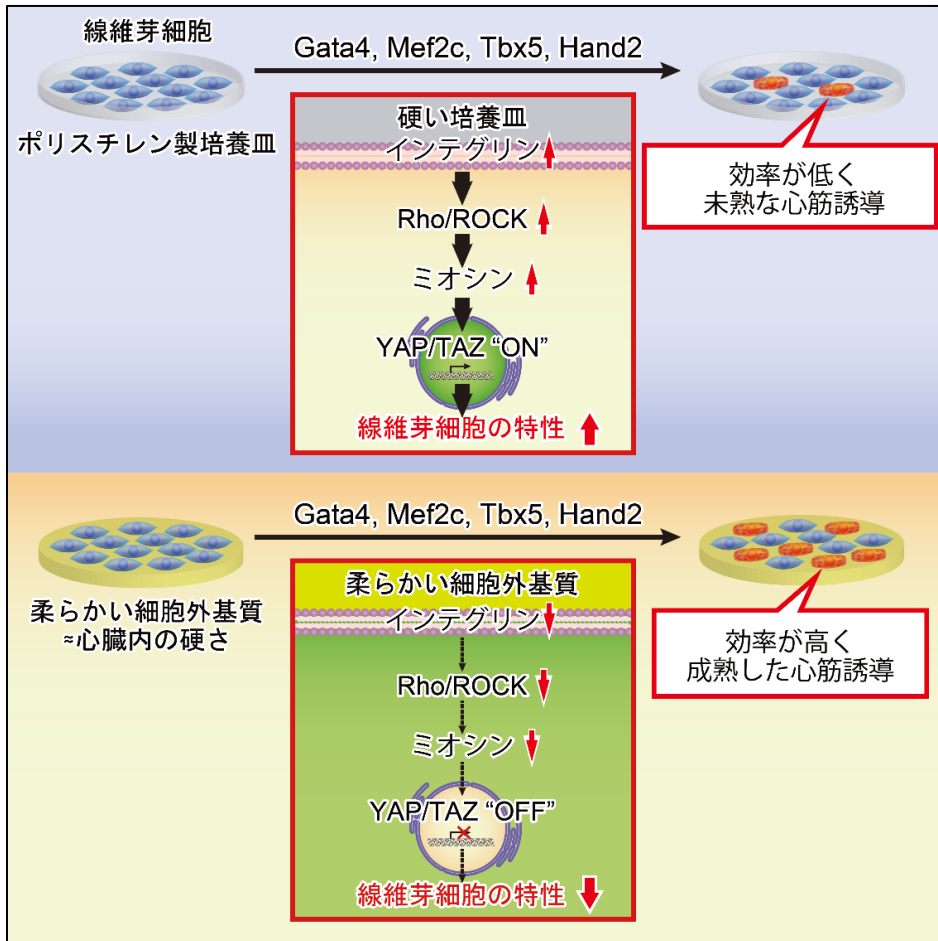 線維芽細胞
Gata4, Mef2c, Tbx5, Hand2
ポリスチレン製培養皿
硬い培養皿
インテグリン
Rho/ROCK
ミオシン
YAP/TAZ “ON”
線維芽細胞の特性
効率が低く
未熟な心筋誘導
Gata4, Mef2c, Tbx5, Hand2
柔らかい細胞外基質
≈心臓内の硬さ
柔らかい細胞外基質
インテグリン
Rho/ROCK
ミオシン
YAP/TAZ “OFF”
線維芽細胞の特性
効率が高く
成熟した心筋誘導